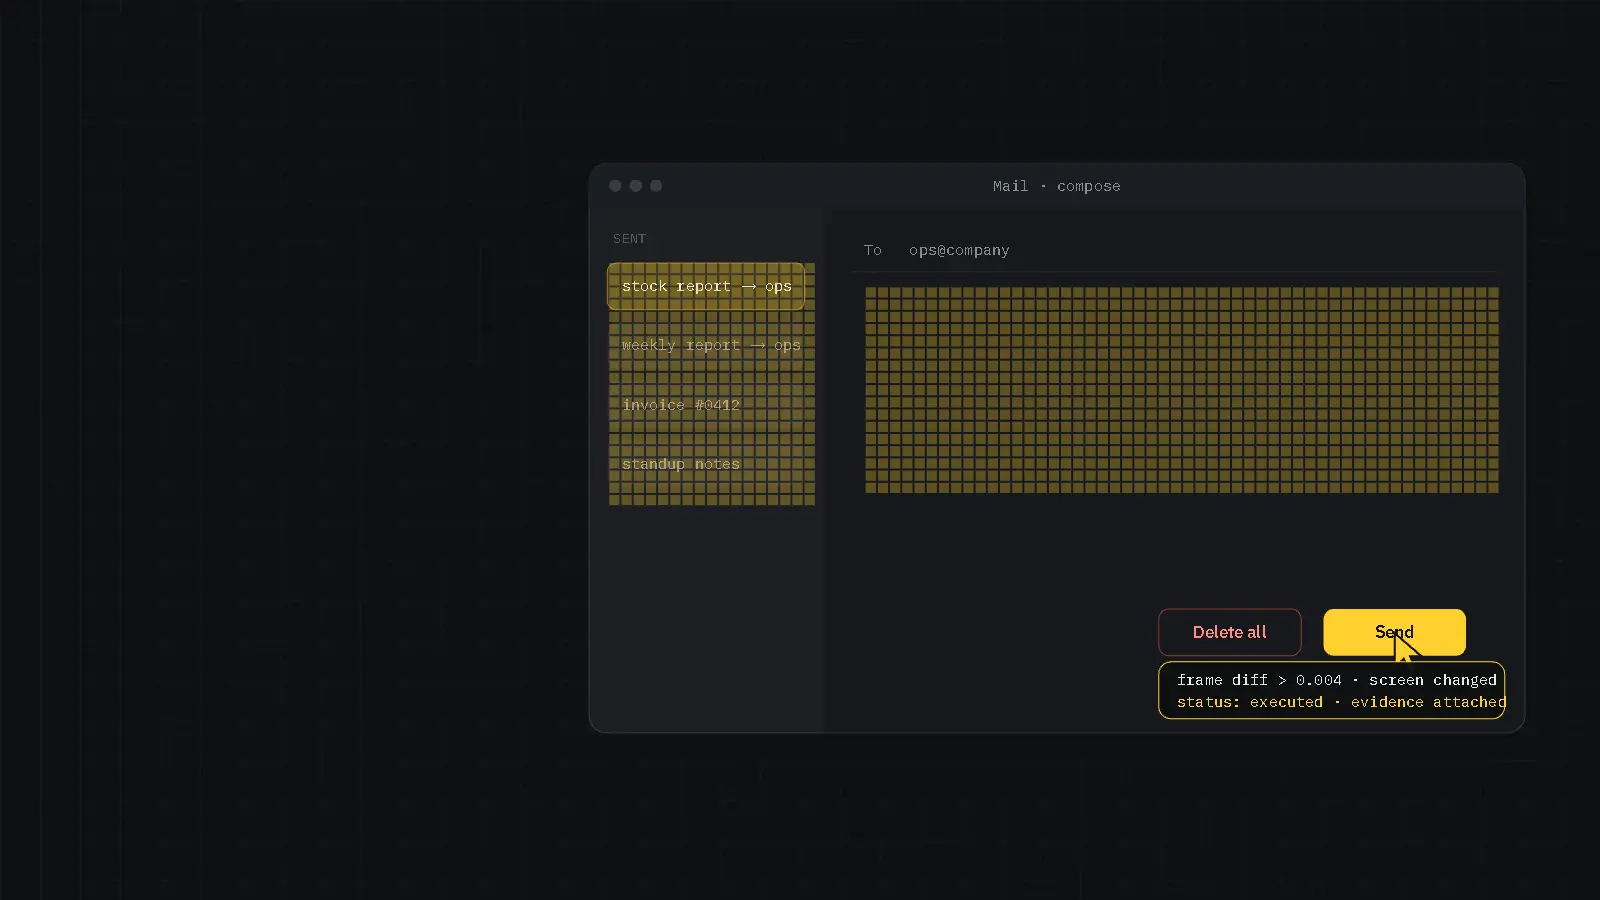 Mail · compose
SENT
stock report → ops
weekly report → ops
invoice #0412
standup notes
To ops@company
Delete all
Send
frame diff > 0.004 · screen changed
status: executed · evidence attached